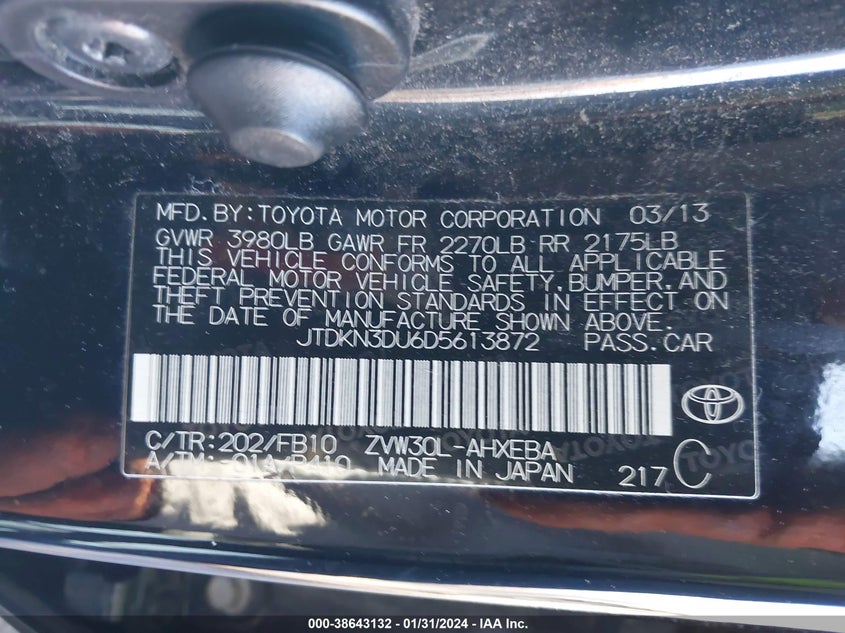 MFD.BY:TOYOTA MOTOR CORPORATION 03/13
GVWR 3980LB GAWR FR 2270LB RR 2175LB
THIS VEHICLE CONFORMS TO ALL APPLICABLE
FEDERAL MOTOR VEHICLE SAFETY,BUMPER,AND
THEFT PREVENTION STANDARDS IN EFFECT ON
THE DATE OF MANUFACTURE SHOWN ABOVE.
JTDKN3DU6D5613872 PASS.CAR
C/TR:202/FB10 ZVW30L-AHXEBA
A/TM: -01A/P410 MADE IN JAPAN 217 C
000-38643132 - 01/31/2024 - IAA Inc.